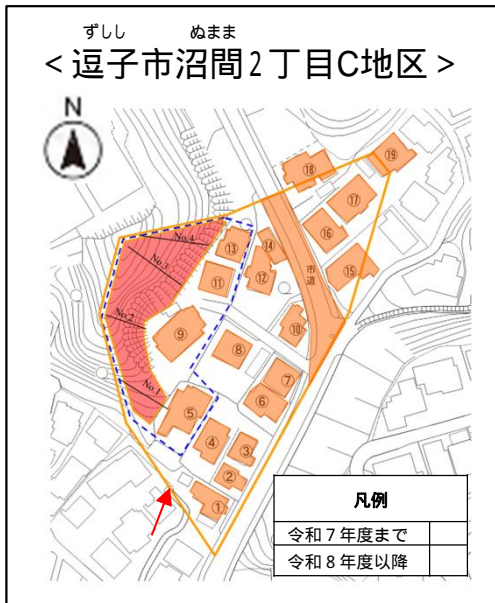 ずしし ぬまま
<逗子市沼間2丁目C地区>
N
⑲
⑱
⑰
⑯
⑮
⑭
⑬
⑫
⑪
市道
No.4
No.3
No.2
No.1
⑩
⑨
⑧
⑦
⑥
⑤
④
③
②
①
凡例
令和7年度まで
令和8年度以降